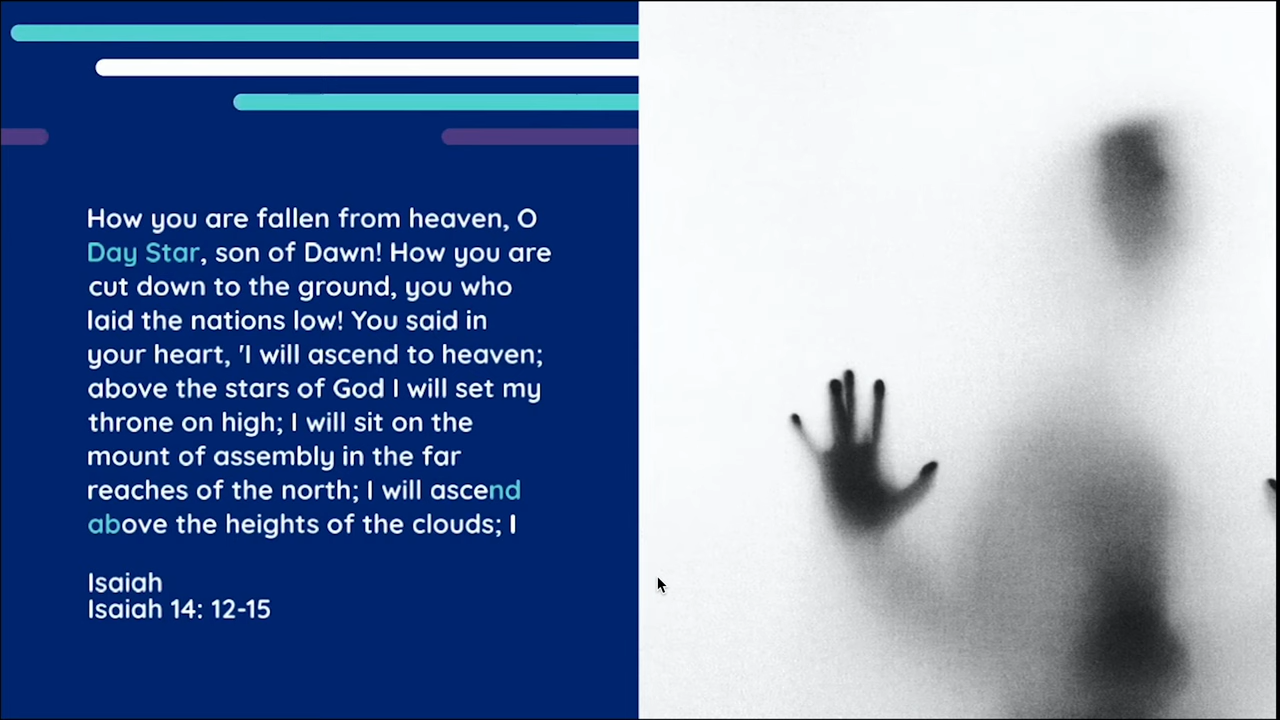 How you are fallen from heaven, O
Day Star, son of Dawn! How you are
cut down to the ground, you who
laid the nations low! You said in
your heart, 'I will ascend to heaven;
above the stars of God I will set my
throne on high; I will sit on the
mount of assembly in the far
reaches of the north; I will ascend
above the heights of the clouds; I
Isaiah
Isaiah 14: 12-15